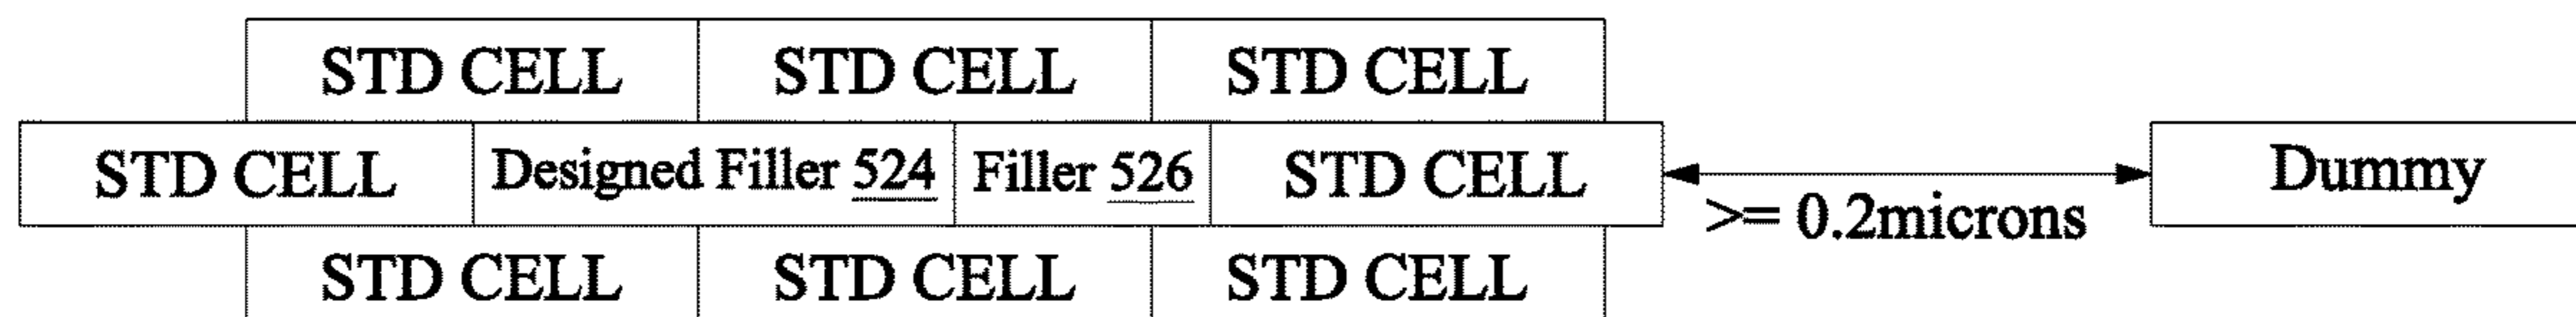 STD CELL STD CELL STD CELL
STD CELL Designed Filler 524 Filler 526 STD CELL >= 0.2microns Dummy
STD CELL STD CELL STD CELL